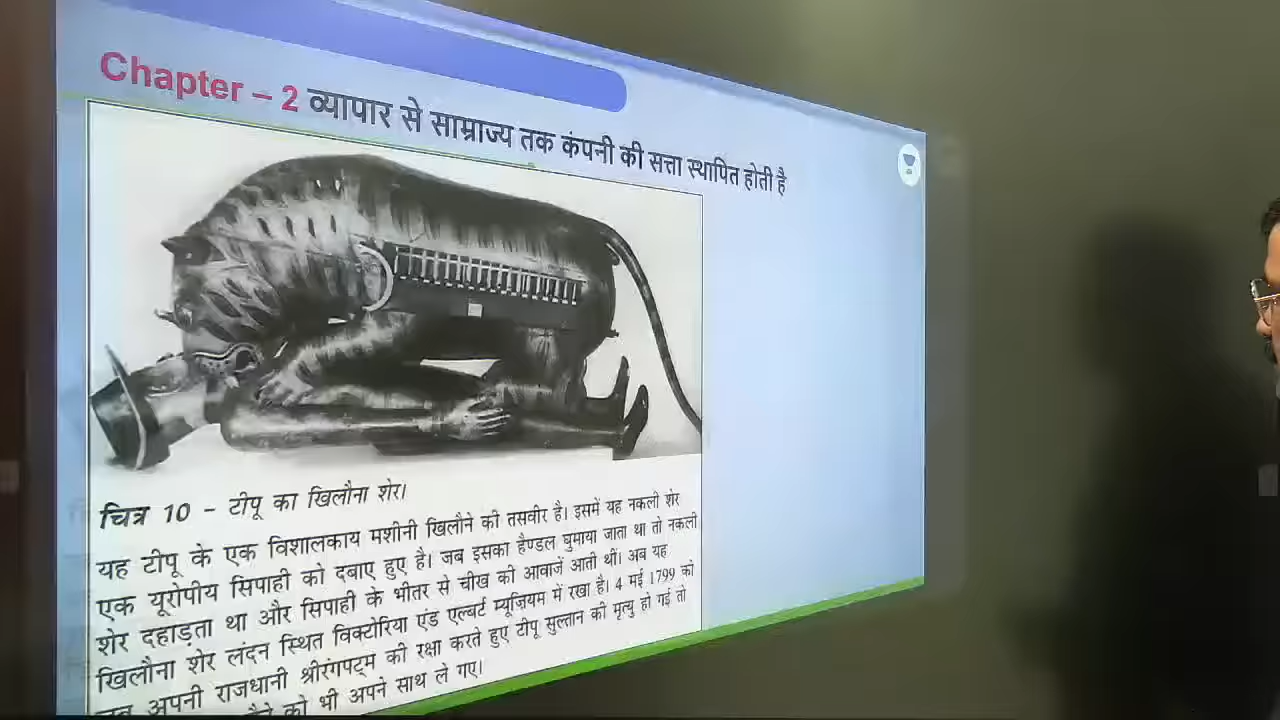 Chapter – 2 व्यापार से साम्राज्य तक कंपनी की सत्ता स्थापित होती है
चित्र 10 – टीपू का खिलौना शेर।
यह टीपू के एक विशालकाय मशीनी खिलौने की तसवीर है। इसमें यह नकली शेर
एक यूरोपीय सिपाही को दबाए हुए है। जब इसका हैण्डल घुमाया जाता था तो नकली
शेर दहाड़ता था और सिपाही के भीतर से चीख की आवाजें आती थीं। अब यह
खिलौना शेर लंदन स्थित विक्टोरिया एंड एल्बर्ट म्यूज़ियम में रखा है। 4 मई 1799 को
अपनी राजधानी श्रीरंगपट्म की रक्षा करते हुए टीपू सुल्तान की मृत्यु हो गई तो
को भी अपने साथ ले गए।